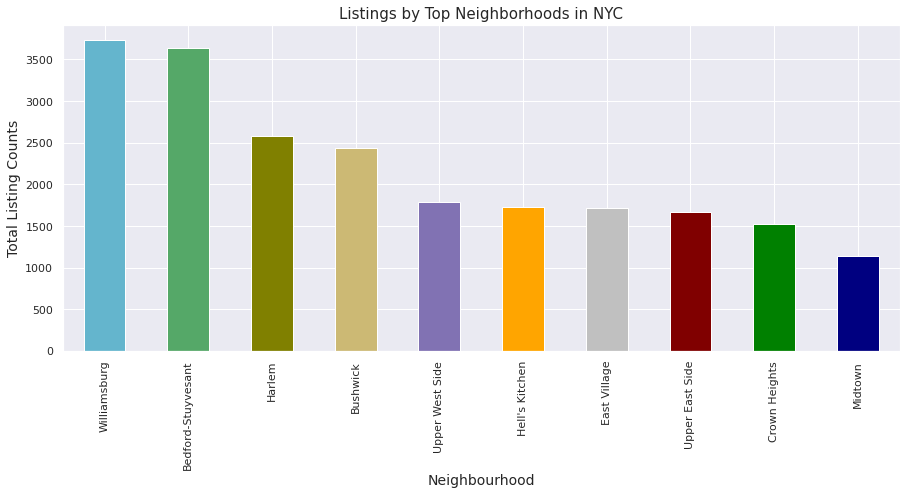 Listings by Top Neighborhoods in NYC
Total Listing Counts
3500
3000
2500
2000
1500
1000
500
0
Williamsburg
Bedford-Stuyvesant
Harlem
Bushwick
Upper West Side
Hell's Kitchen
East Village
Upper East Side
Crown Heights
Midtown
Neighbourhood